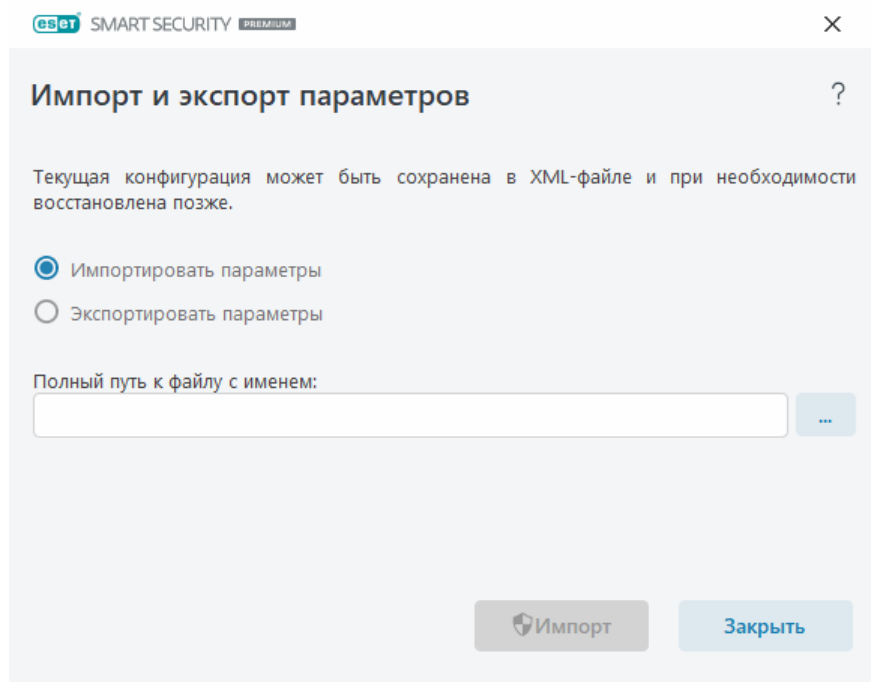 eset SMART SECURITY PREMIUM
Импорт и экспорт параметров
?
Текущая конфигурация может быть сохранена в XML-файле и при необходимости
восстановлена позже.
Импортировать параметры
Экспортировать параметры
Полный путь к файлу с именем:
...
Импорт
Закрыть